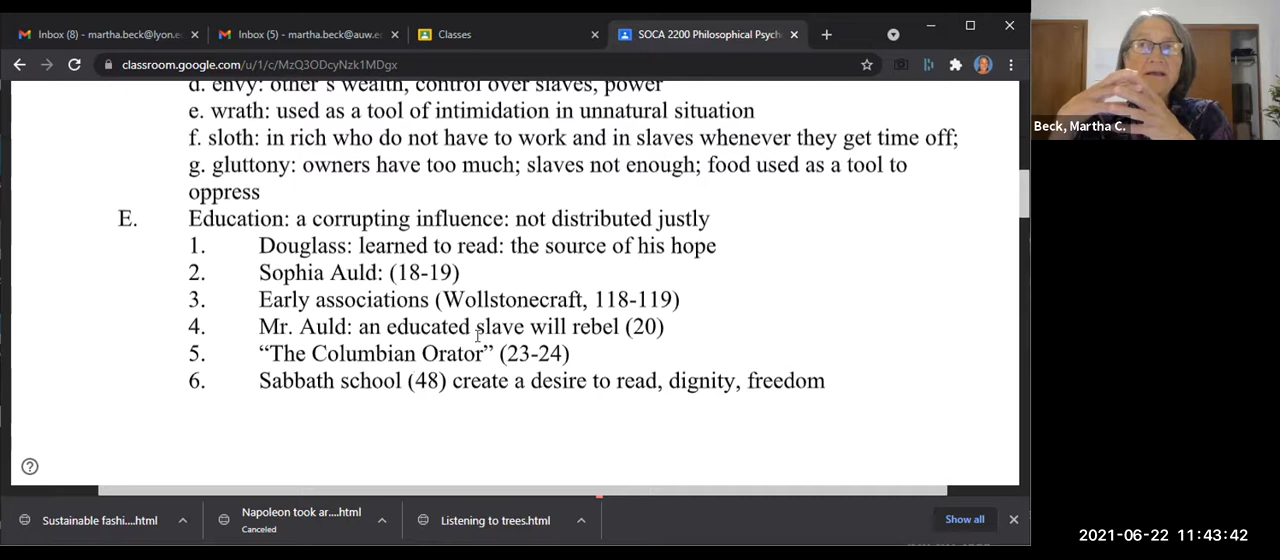 Inbox (8) - martha.beck@lyon.e
Inbox (5) - martha.beck@auw.ec
Classes
SOCA 2200 Philosophical Psych
classroom.google.com/u/1/c/MzQ3ODcyNzk1MDgx
d. envy: other's wealth, control over slaves, power
e. wrath: used as a tool of intimidation in unnatural situation
f. sloth: in rich who do not have to work and in slaves whenever they get time off;
g. gluttony: owners have too much; slaves not enough; food used as a tool to
oppress
E. Education: a corrupting influence: not distributed justly
1. Douglass: learned to read: the source of his hope
2. Sophia Auld: (18-19)
3. Early associations (Wollstonecraft, 118-119)
4. Mr. Auld: an educated slave will rebel (20)
5. “The Columbian Orator” (23-24)
6. Sabbath school (48) create a desire to read, dignity, freedom
Beck, Martha C.
Sustainable fashi....html
Napoleon took ar....html
Canceled
Listening to trees.html
Show all
2021-06-22 11:43:42